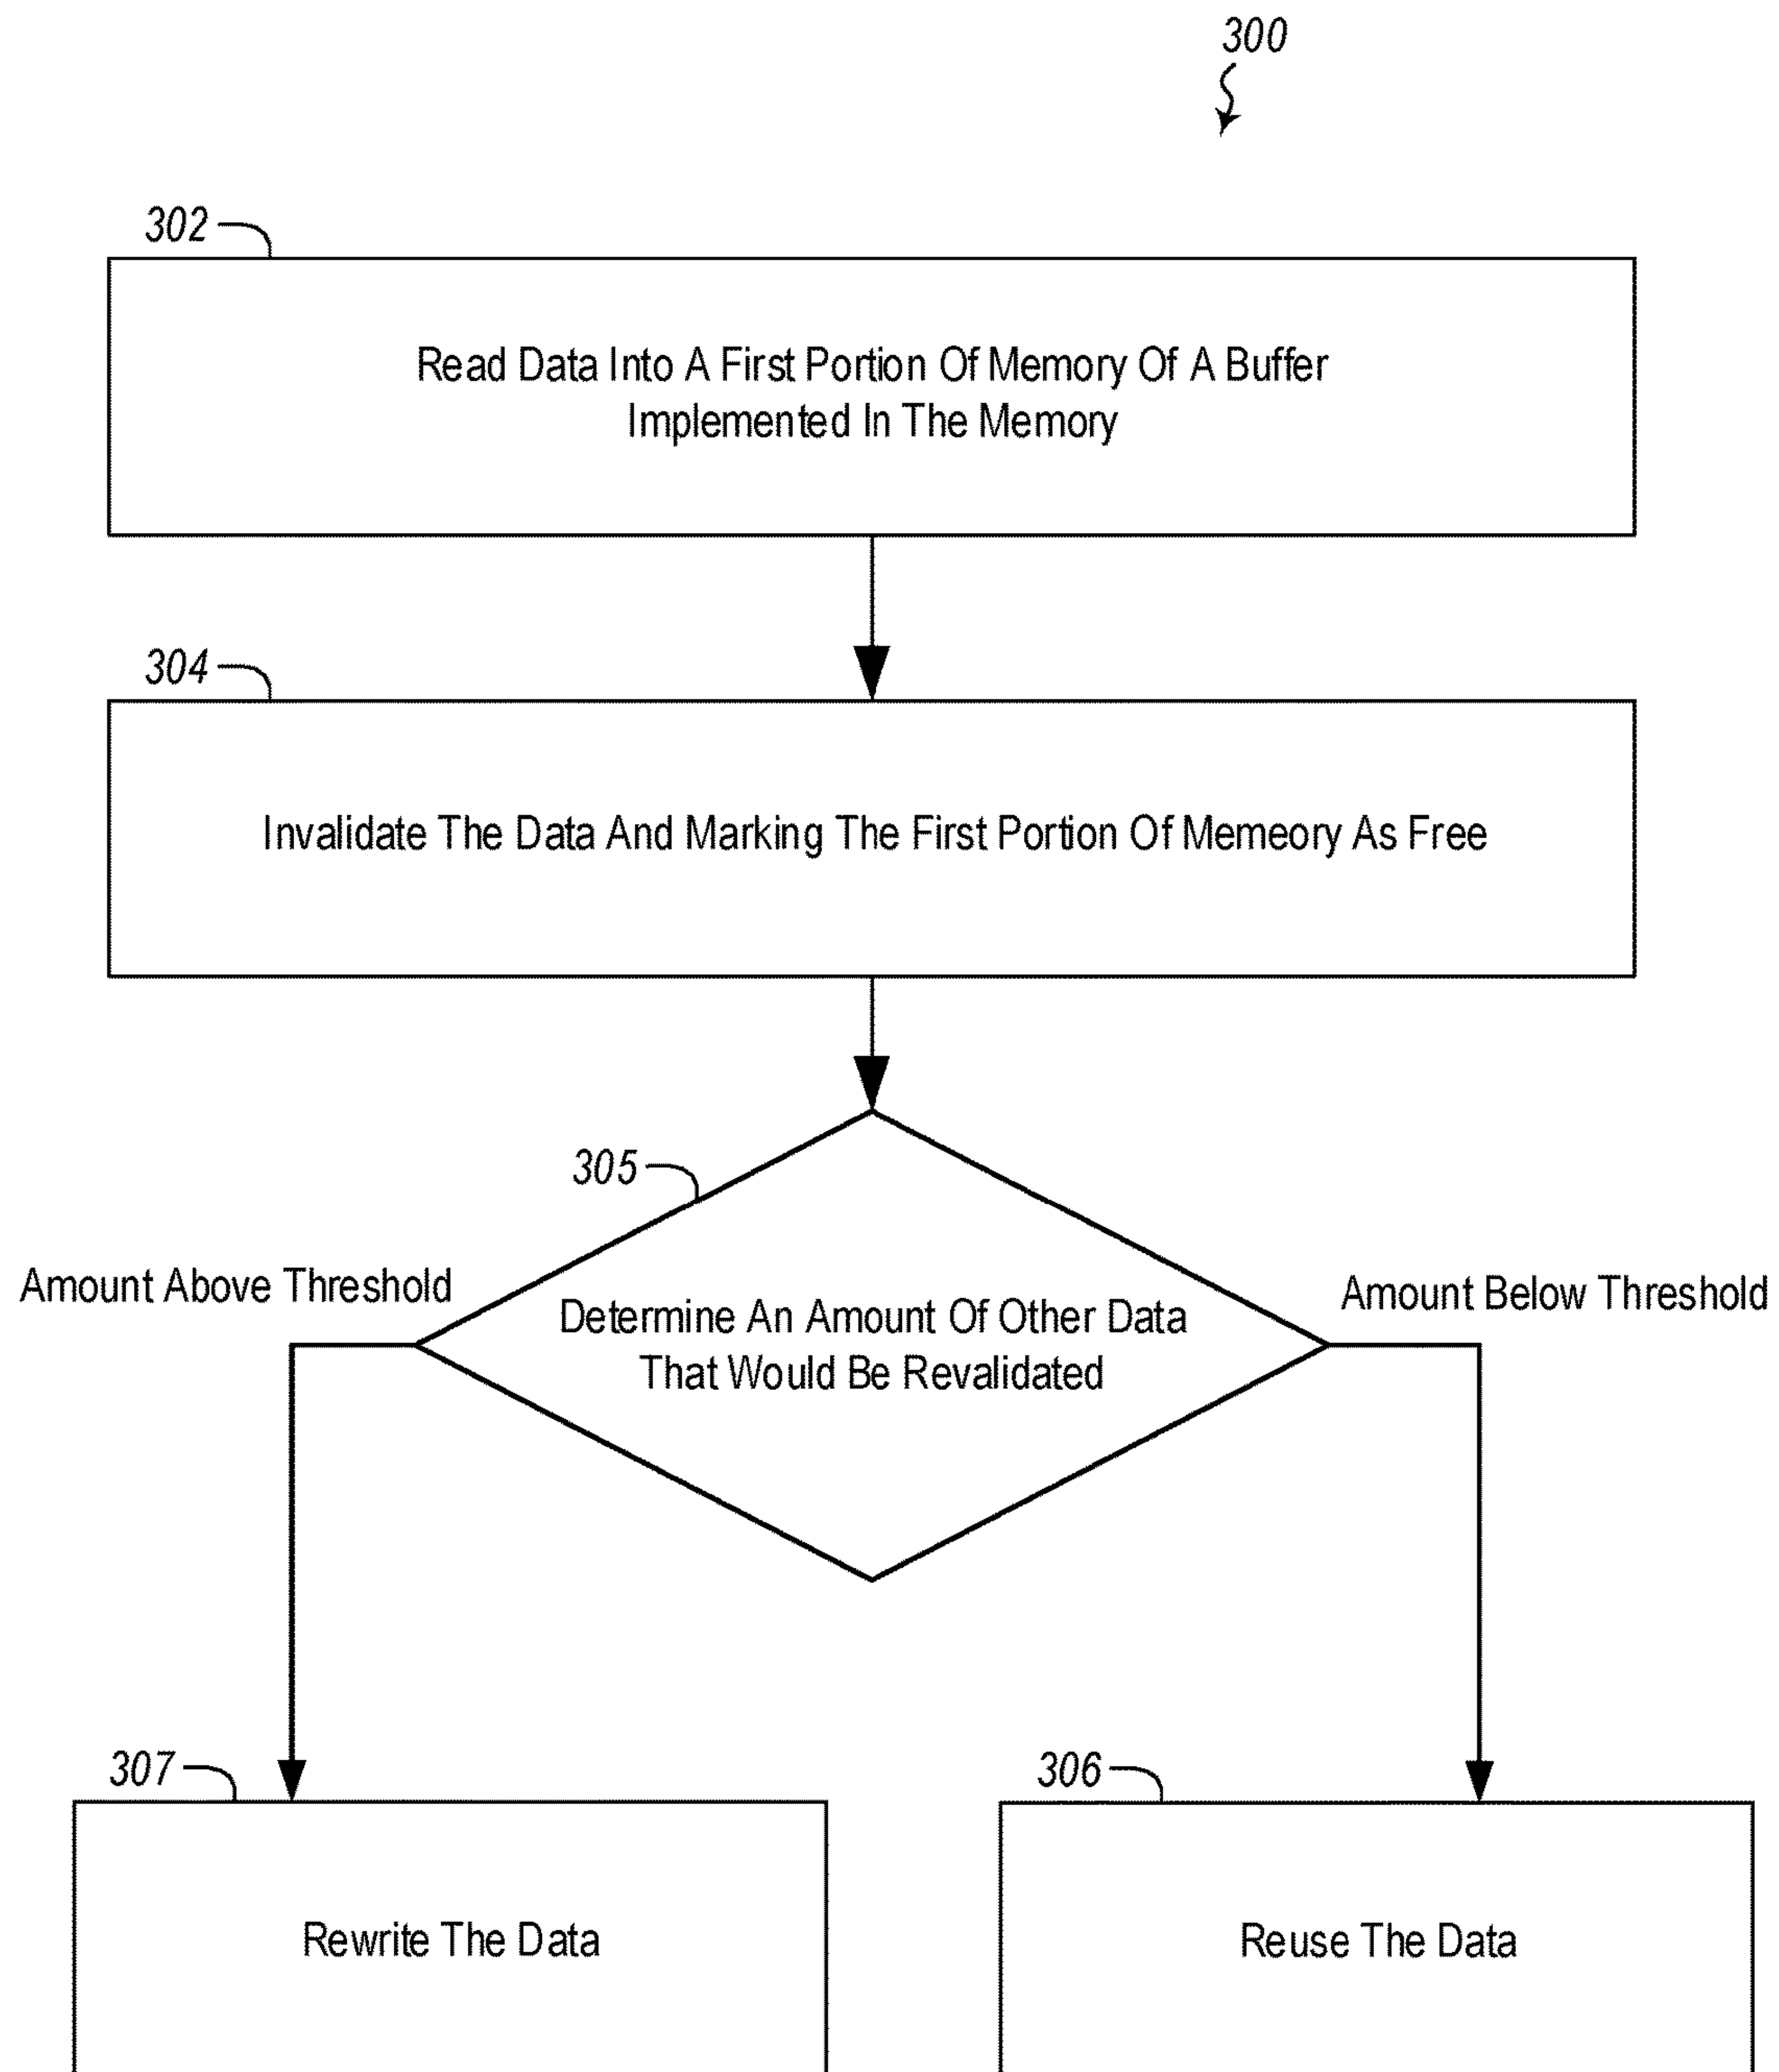 300
302
Read Data Into A First Portion Of Memory Of A Buffer
Implemented In The Memory
304
Invalidate The Data And Marking The First Portion Of Memeory As Free
305
Amount Above Threshold
Amount Below Threshold
Determine An Amount Of Other Data
That Would Be Revalidated
307
306
Rewrite The Data
Reuse The Data